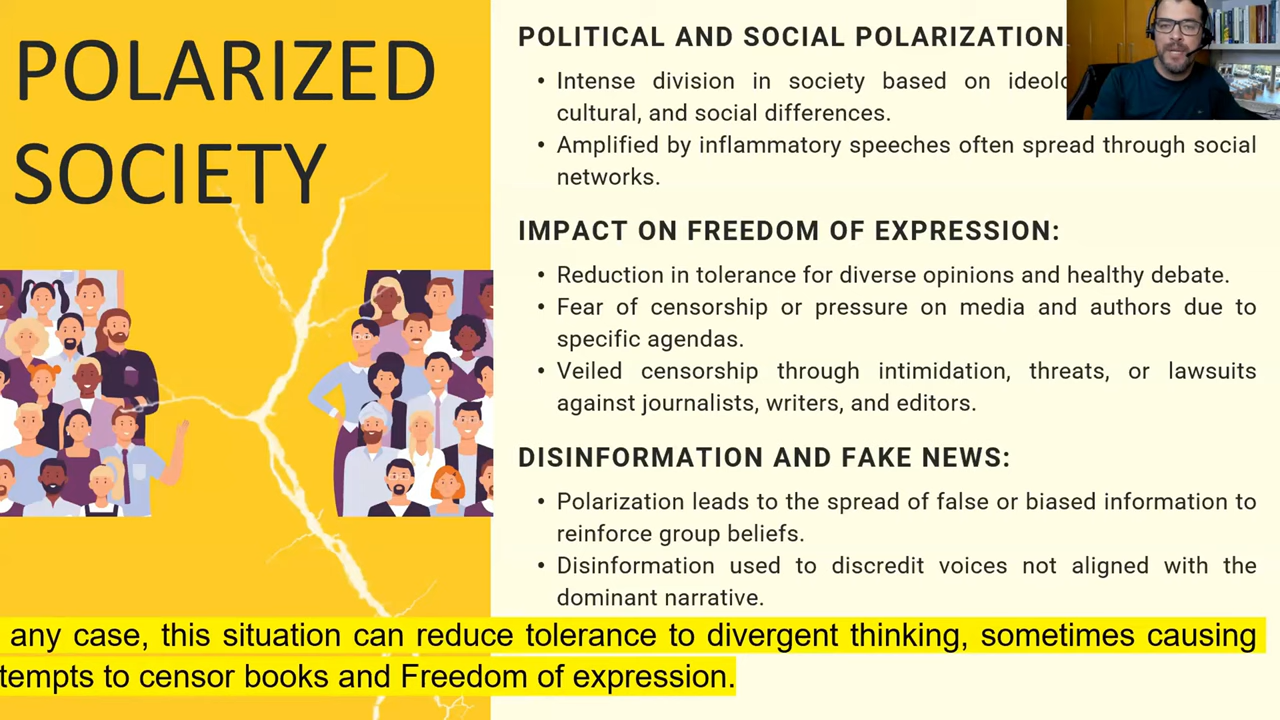 POLARIZED
SOCIETY
POLITICAL AND SOCIAL POLARIZATION
• Intense division in society based on
cultural, and social differences.
• Amplified by inflammatory speeches often spread through social
networks.
IMPACT ON FREEDOM OF EXPRESSION:
• Reduction in tolerance for diverse opinions and healthy debate.
• Fear of censorship or pressure on media and authors due to
specific agendas.
• Veiled censorship through intimidation, threats, or lawsuits
against journalists, writers, and editors.
DISINFORMATION AND FAKE NEWS:
• Polarization leads to the spread of false or biased information to
reinforce group beliefs.
• Disinformation used to discredit voices not aligned with the
dominant narrative.
any case, this situation can reduce tolerance to divergent thinking, sometimes causing
tempts to censor books and Freedom of expression.